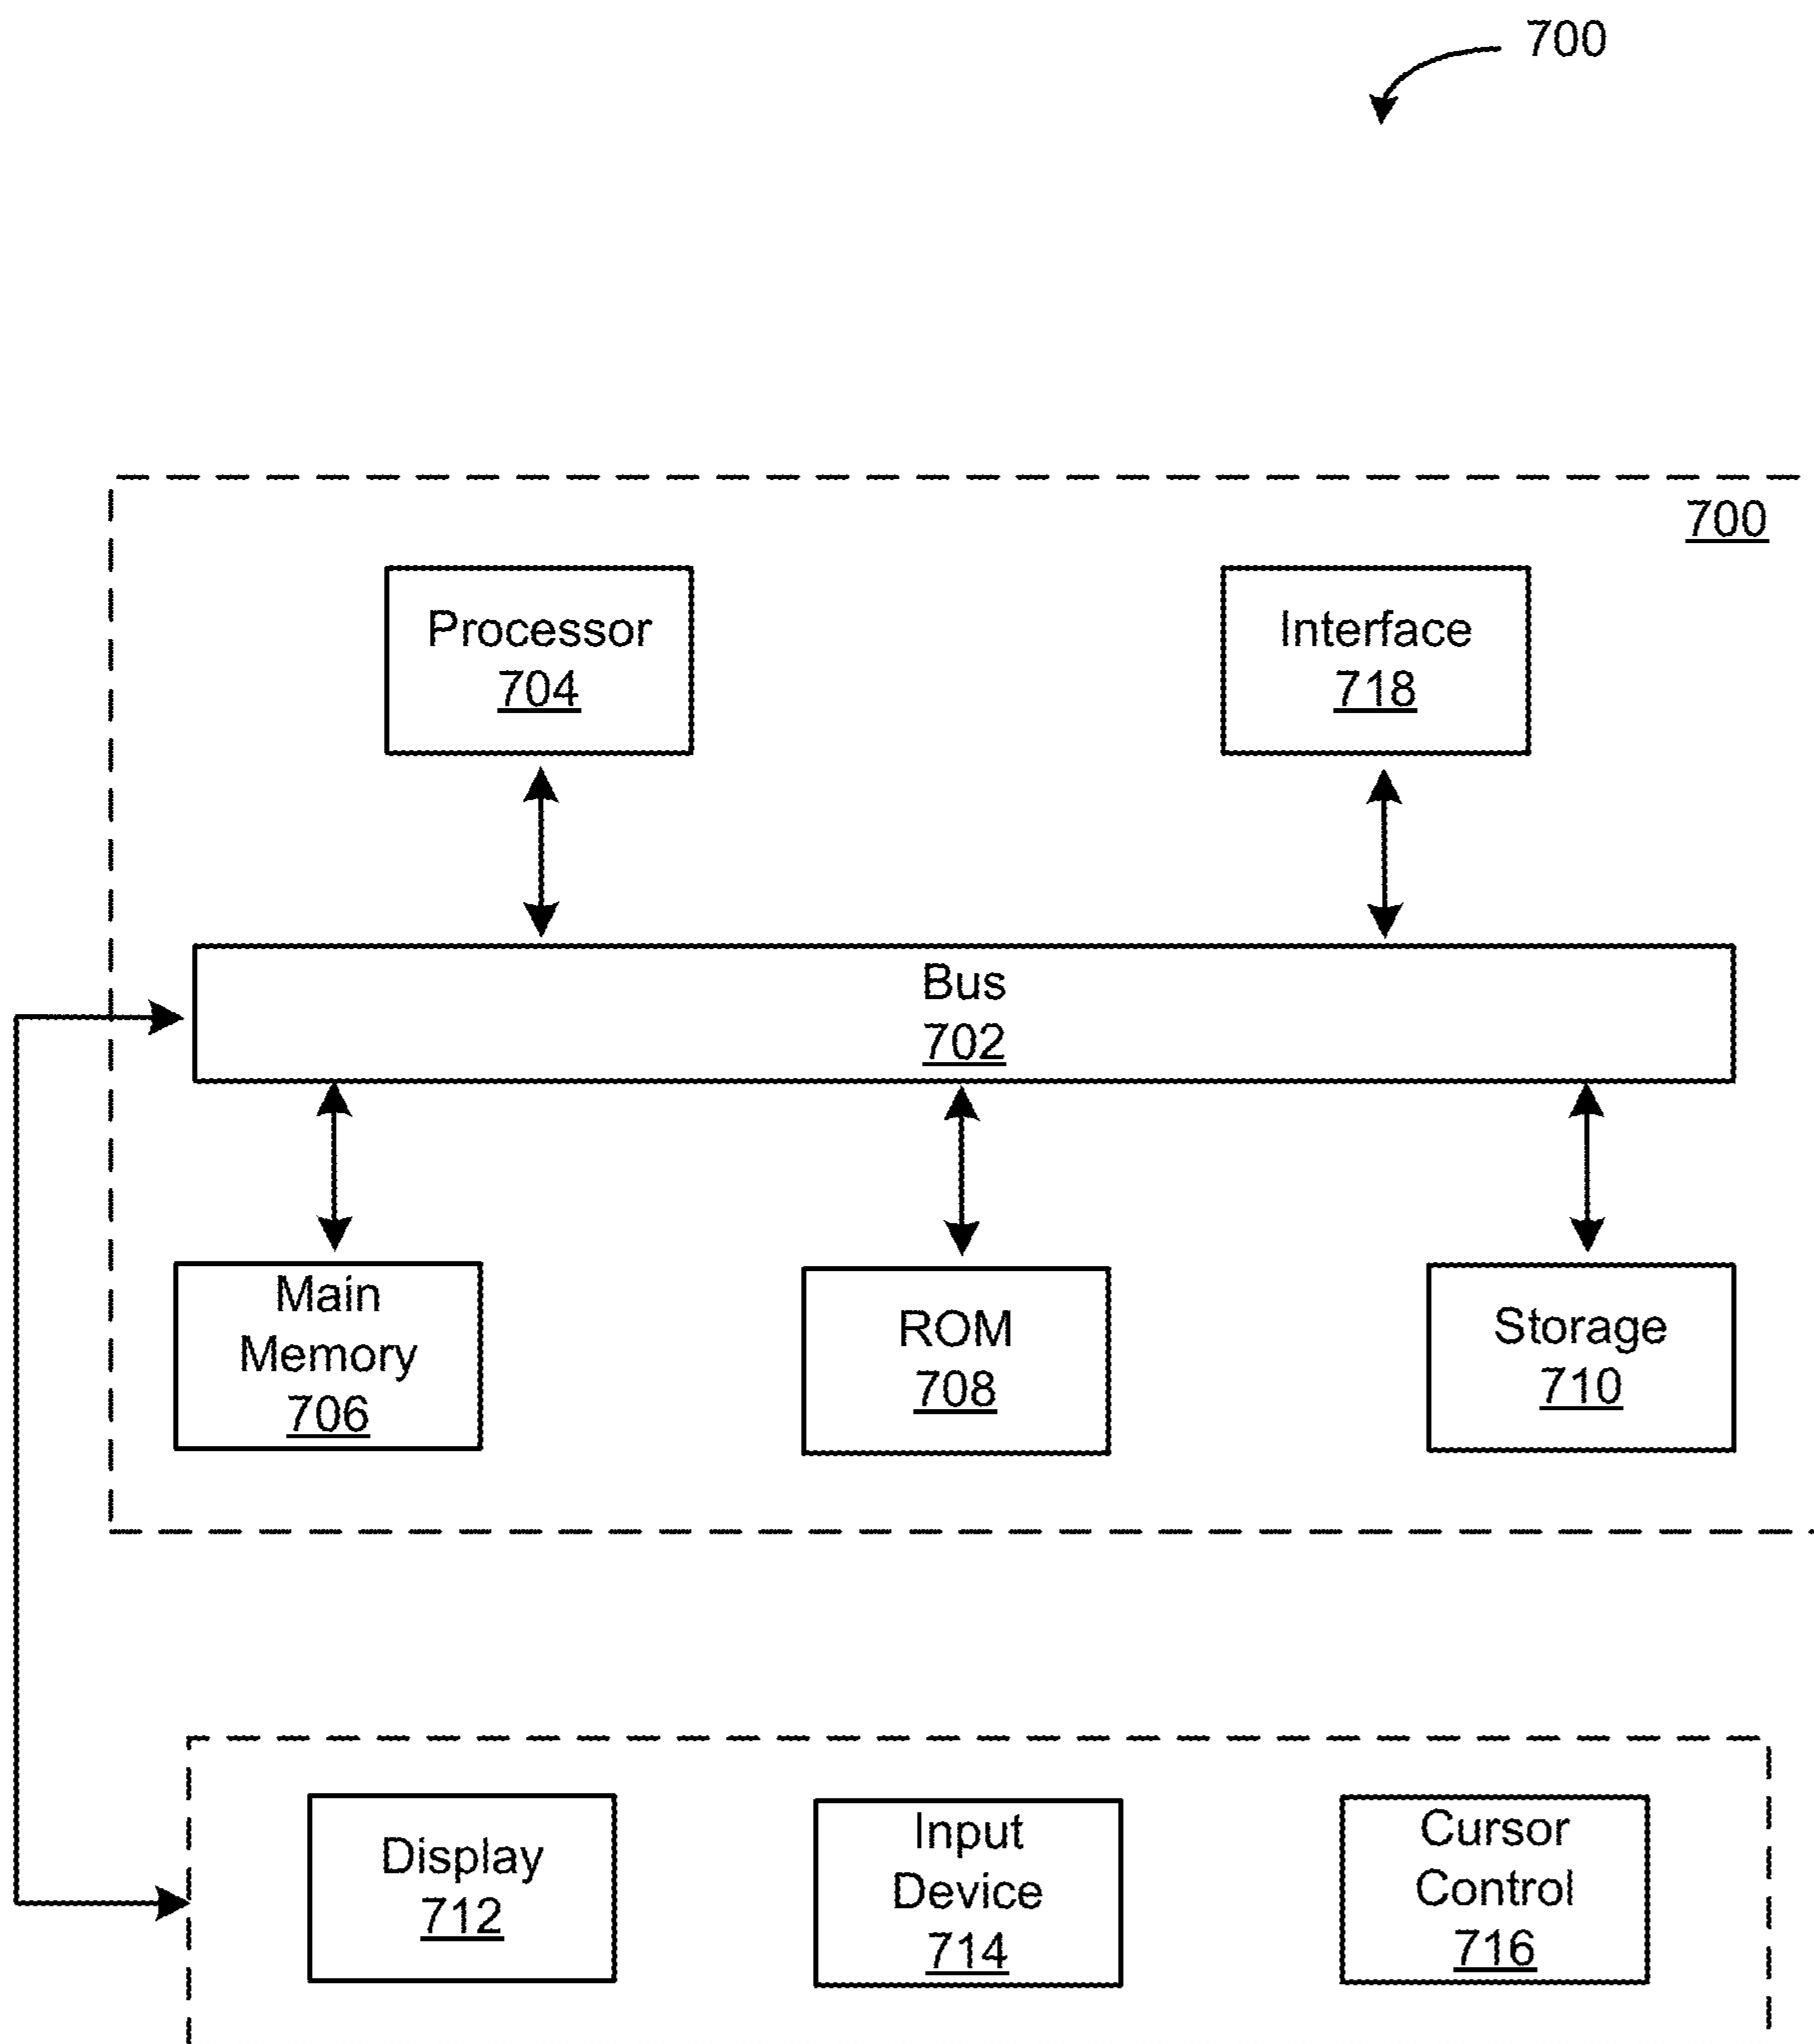 700
700
Processor
704
Interface
718
Bus
702
Main
Memory
706
ROM
708
Storage
710
Display
712
Input
Device
714
Cursor
Control
716